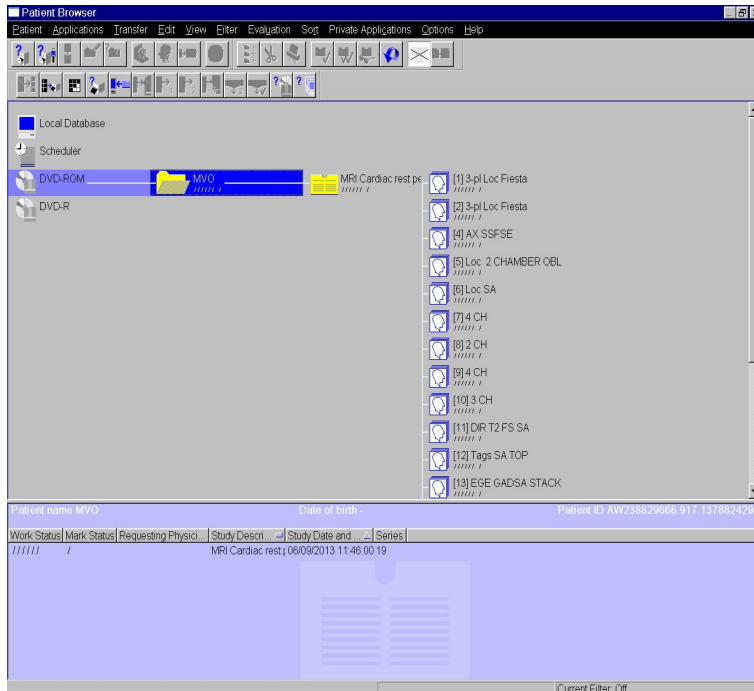 Patient Browser
Patient Applications Transfer Edit View Filter Evaluation Sort Private Applications Options Help
Local Database
Scheduler
DVD-ROM MVO MRI Cardiac rest pe [1] 3-pl Loc Fiesta
////// / ////// / ////// /
DVD-R [2] 3-pl Loc Fiesta
////// /
[4] AX SSFSE
////// /
[5] Loc 2 CHAMBER OBL
////// /
[6] Loc SA
////// /
[7] 4 CH
////// /
[8] 2 CH
////// /
[9] 4 CH
////// /
[10] 3 CH
////// /
[11] DIR T2 FS SA
////// /
[12] Tags SA TOP
////// /
[13] EGE GADSA STACK
////// /
Patient name MVO Date of birth - Patient ID AW238829666.917.137882429
Work Status Mark Status Requesting Physici... Study Descri... Study Date and ... Series
////// / MRI Cardiac rest p 06/09/2013 11:46:00 19
Current Filter: Off